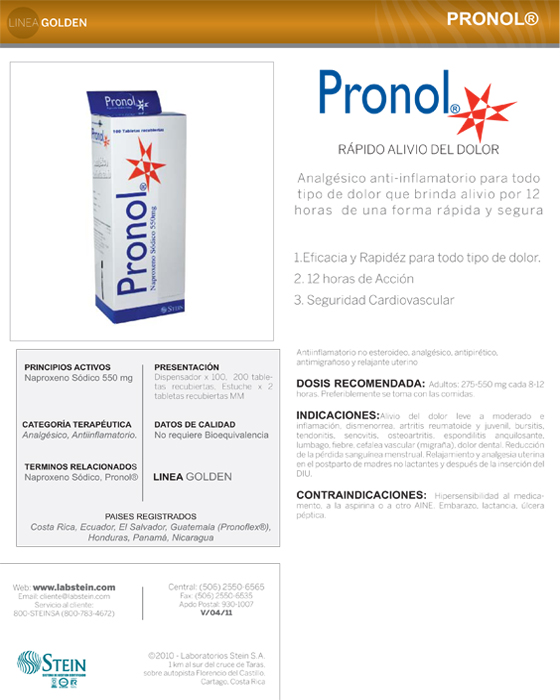 LINEA GOLDEN
PRONOL®
Pronol
100 Tabletas recubiertas
Pronol®
Naproxeno Sódico 550mg
STEIN
Pronol®
RÁPIDO ALIVIO DEL DOLOR
Analgésico anti-inflamatorio para todo
tipo de dolor que brinda alivio por 12
horas de una forma rápida y segura
1.Eficacia y Rapidéz para todo tipo de dolor.
2. 12 horas de Acción
3. Seguridad Cardiovascular
PRINCIPIOS ACTIVOS
Naproxeno Sódico 550 mg
PRESENTACIÓN
Dispensador x 100, 200 table-
tas recubiertas. Estuche x 2
tabletas recubiertas MM
CATEGORÍA TERAPÉUTICA
Analgésico, Antiinflamatorio.
DATOS DE CALIDAD
No requiere Bioequivalencia
TERMINOS RELACIONADOS
Naproxeno Sódico, Pronol®
LINEA GOLDEN
PAISES REGISTRADOS
Costa Rica, Ecuador, El Salvador, Guatemala (Pronoflex®),
Honduras, Panamá, Nicaragua
Antiinflamatorio no esteroideo, analgésico, antipirético,
antimigrañoso y relajante uterino
DOSIS RECOMENDADA: Adultos: 275-550 mg cada 8-12
horas. Preferiblemente se toma con las comidas.
INDICACIONES:Alivio del dolor leve a moderado e
inflamación, dismenorrea, artritis reumatoide y juvenil, bursitis,
tendonitis, senovitis, osteoartritis, espondilitis anquilosante,
lumbago, fiebre, cefalea vascular (migraña), dolor dental. Reducción
de la pérdida sanguínea menstrual. Relajamiento y analgesia uterina
en el postparto de madres no lactantes y después de la inserción del
DIU.
CONTRAINDICACIONES: Hipersensibilidad al medica-
mento, a la aspirina o a otro AINE. Embarazo, lactancia, úlcera
péptica.
Web: www.labstein.com
Email: cliente@labstein.com
Servicio al cliente:
800-STEINSA (800-783-4672)
Central: (506) 2550-6565
Fax: (506) 2550-6535
Apdo Postal: 930-1007
V/04/11
STEIN
©2010 - Laboratorios Stein S.A.
1 km al sur del cruce de Taras,
sobre autopista Florencio del Castillo.
Cartago, Costa Rica